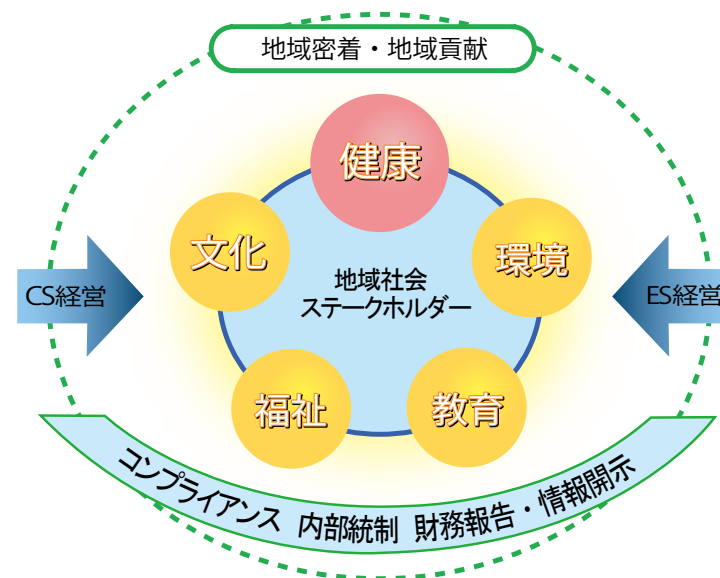 地域密着・地域貢献
健康
文化
環境
地域社会
ステークホルダー
CS経営
ES経営
福祉
教育
コンプライアンス 内部統制 財務報告・情報開示